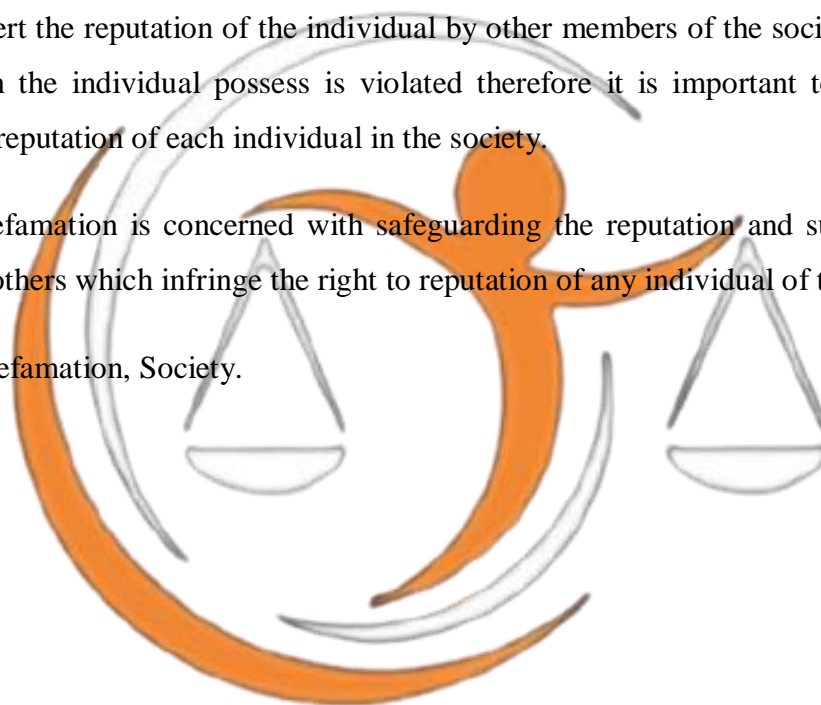 ert the reputation of the individual by other members of the soci
the individual possess is violated therefore it is important
reputation of each individual in the society.
efamation is concerned with safeguarding the reputation and
others which infringe the right to reputation of any individual of
efamation, Society.